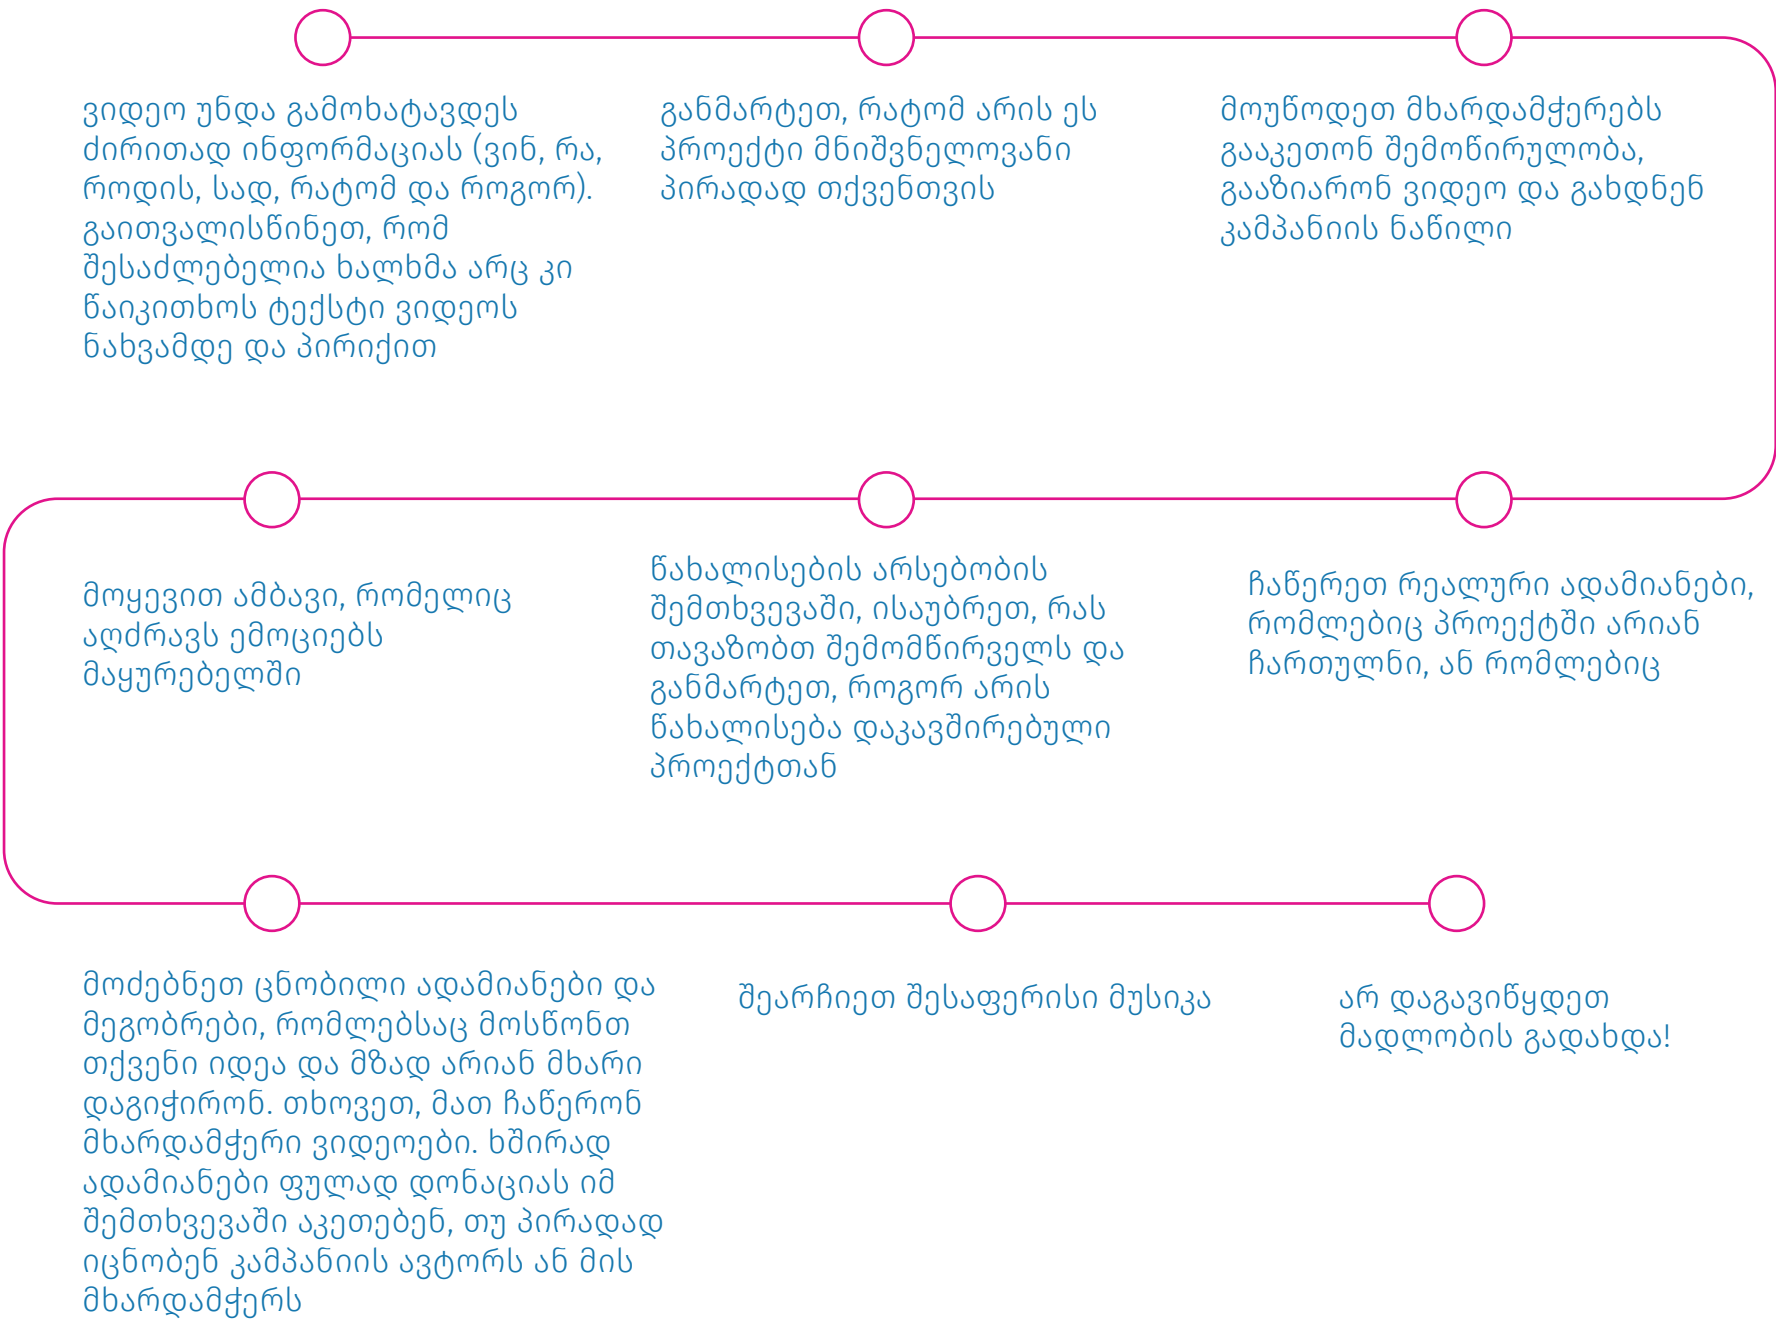 ვიდეო უნდა გამოხატავდეს
ძირითად ინფორმაციას (ვინ, რა,
როდის, სად, რატომ და როგორ).
გაითვალისწინეთ, რომ
შესაძლებელია ხალხმა არც კი
წაიკითხოს ტექსტი ვიდეოს
ნახვამდე და პირიქით
განმარტეთ, რატომ არის ეს
პროექტი მნიშვნელოვანი
პირადად თქვენთვის
მოუწოდეთ მხარდამჭერებს
გააკეთონ შემოწირულობა,
გააზიარონ ვიდეო და გახდნენ
კამპანიის ნაწილი
მოყევით ამბავი, რომელიც
აღძრავს ემოციებს
მაყურებელში
წახალისების არსებობის
შემთხვევაში, ისაუბრეთ, რას
თავაზობთ შემომწირველს და
განმარტეთ, როგორ არის
წახალისება დაკავშირებული
პროექტთან
ჩაწერეთ რეალური ადამიანები,
რომლებიც პროექტში არიან
ჩართულნი, ან რომლებიც
მოძებნეთ ცნობილი ადამიანები და
მეგობრები, რომლებსაც მოსწონთ
თქვენი იდეა და მზად არიან მხარი
დაგიჭირონ. თხოვეთ, მათ ჩაწერონ
მხარდამჭერი ვიდეოები. ხშირად
ადამიანები ფულად დონაციას იმ
შემთხვევაში აკეთებენ, თუ პირადად
იცნობენ კამპანიის ავტორს ან მის
მხარდამჭერს
შეარჩიეთ შესაფერისი მუსიკა
არ დაგავიწყდეთ
მადლობის გადახდა!